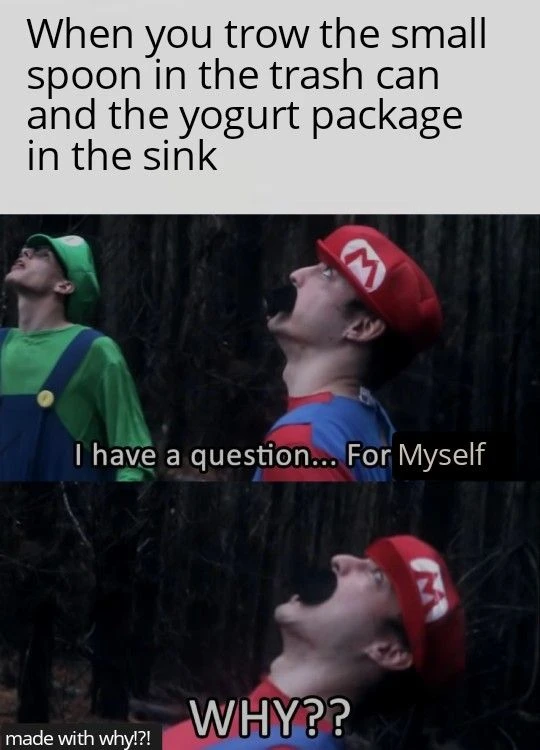 When you trow the small
spoon in the trash can
and the yogurt package
in the sink
M
I have a question... For Myself
M
WHY??
made with why!?!